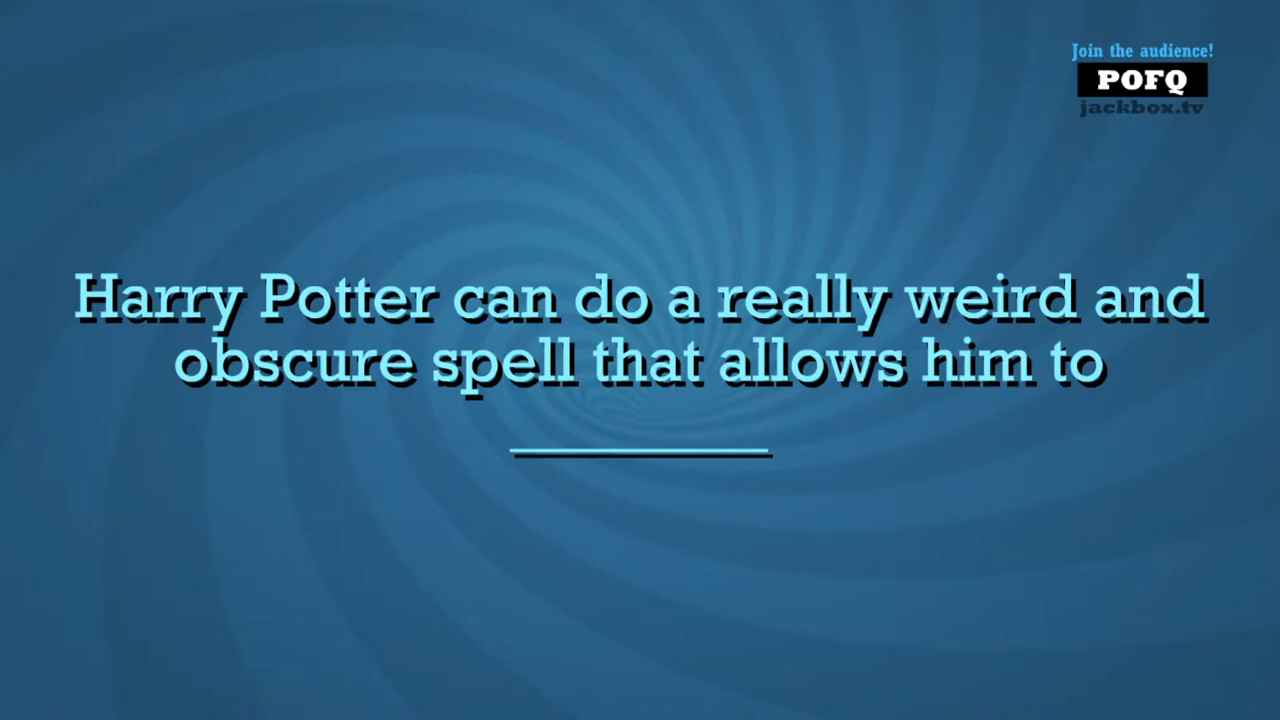 Join the audience!
POFQ
jackbox.tv
Harry Potter can do a really weird and
obscure spell that allows him to